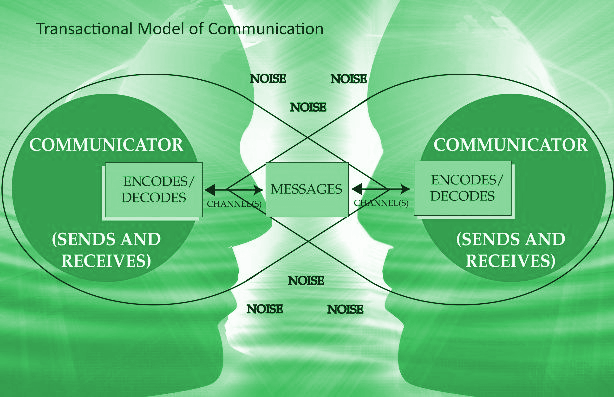 Transactional Model of Communication
NOISE NOISE
NOISE
COMMUNICATOR
ENCODES/
DECODES
(SENDS AND
RECEIVES)
CHANNEL(S)
MESSAGES
CHANNEL(S)
COMMUNICATOR
ENCODES/
DECODES
(SENDS AND
RECEIVES)
NOISE
NOISE NOISE